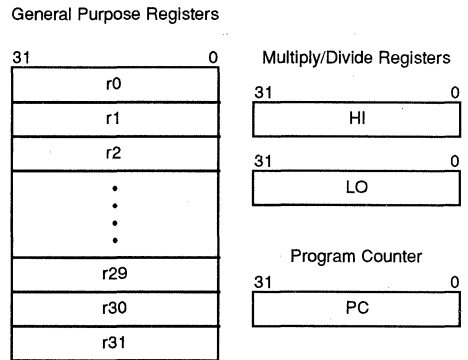 General Purpose Registers
31 0
r0
r1
r2
r29
r30
r31
Multiply/Divide Registers
31 0
HI
31 0
LO
Program Counter
31 0
PC